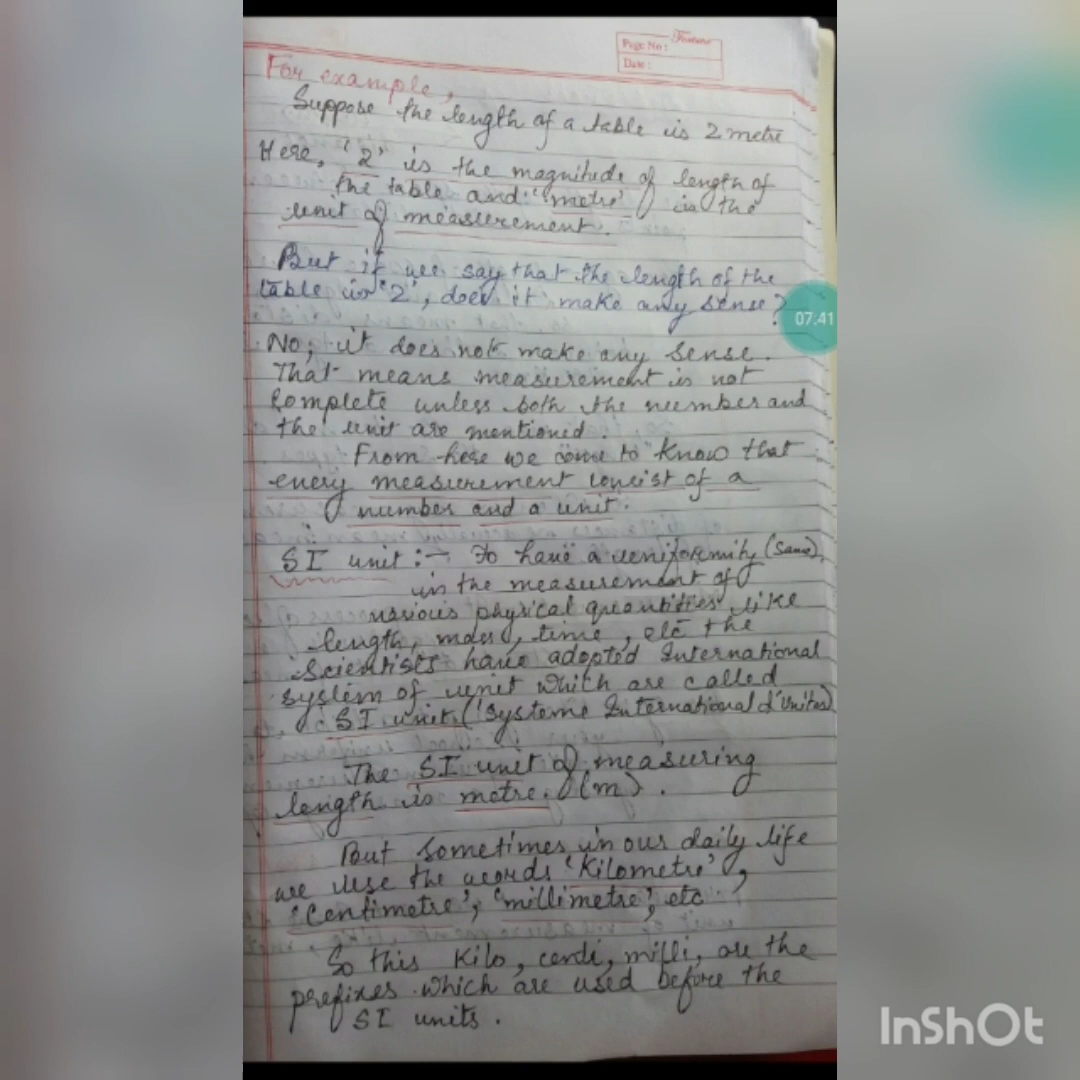 Feature
Page No :
Date :
For example,
Suppose the length of a table is 2 metre
Here, '2' is the magnitude of length of
the table and 'metre' is the
unit of measurement.
But if we say that the length of the
table is '2', does it make any sense?
07:41
No, it does not make any sense.
That means measurement is not
complete unless both the number and
the unit are mentioned.
From here we come to know that
every measurement consist of a
number and a unit.
SI unit :- To have a uniformity (same)
in the measurement of
various physical quantities like
length, mass, time, etc the
scientists have adopted International
system of unit which are called
SI unit. (Systeme International d'Unites)
The SI unit of measuring
length is metre. (m).
But sometimes in our daily life
we use the words 'Kilometre',
'Centimetre', 'millimetre', etc
So this Kilo, centi, milli, are the
prefixes which are used before the
SI units.
InShOt